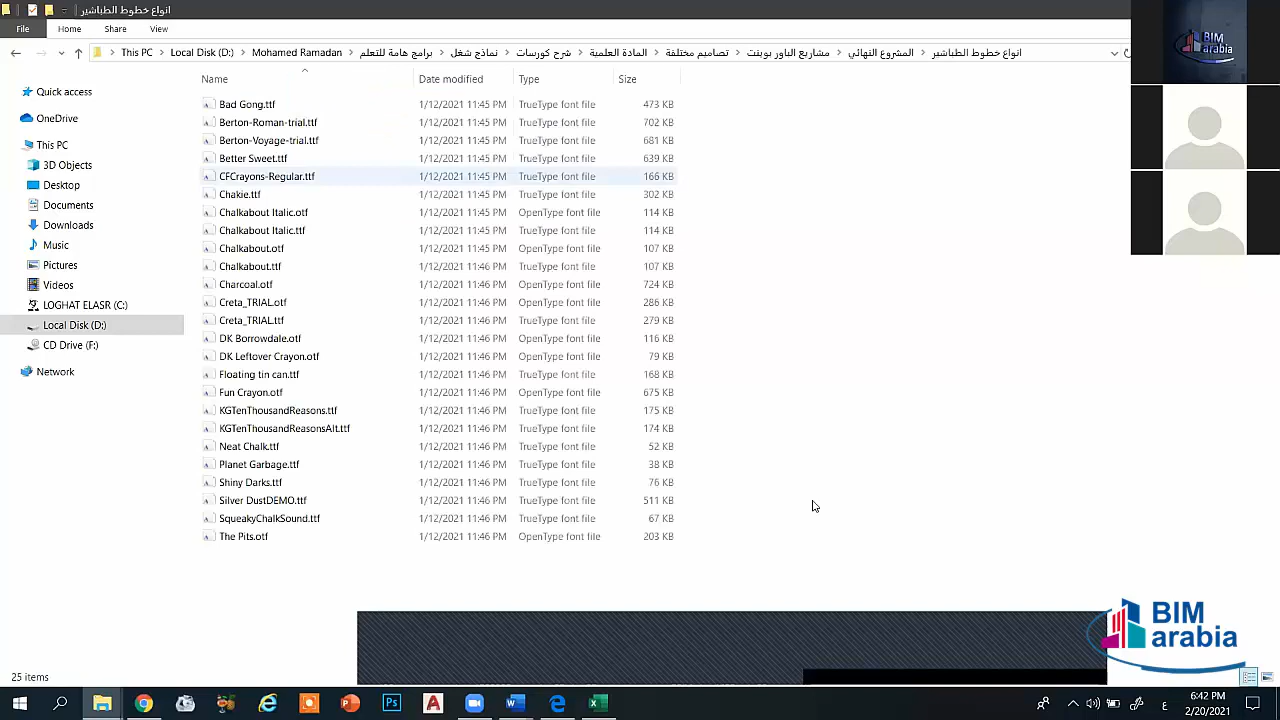 انواع خطوط الطباشير
File Home Share View
This PC Local Disk (D:) Mohamed Ramadan برامج هامة للتعلم نماذج شغل شرح كورسات المادة العلمية تصاميم مختلفة مشاريع الباور بوينت المشروع النهائي انواع خطوط الطباشير
Name Date modified Type Size
Quick access
OneDrive
This PC
3D Objects
Desktop
Documents
Downloads
Music
Pictures
Videos
LOGHAT ELASR (C:)
Local Disk (D:)
CD Drive (F:)
Network
Bad Gong.ttf 1/12/2021 11:45 PM TrueType font file 473 KB
Berton-Roman-trial.ttf 1/12/2021 11:45 PM TrueType font file 702 KB
Berton-Voyage-trial.ttf 1/12/2021 11:45 PM TrueType font file 681 KB
Better Sweet.ttf 1/12/2021 11:45 PM TrueType font file 639 KB
CFCrayons-Regular.ttf 1/12/2021 11:45 PM TrueType font file 166 KB
Chakie.ttf 1/12/2021 11:45 PM TrueType font file 302 KB
Chalkabout Italic.otf 1/12/2021 11:45 PM OpenType font file 114 KB
Chalkabout Italic.ttf 1/12/2021 11:45 PM TrueType font file 114 KB
Chalkabout.otf 1/12/2021 11:45 PM OpenType font file 107 KB
Chalkabout.ttf 1/12/2021 11:46 PM TrueType font file 107 KB
Charcoal.otf 1/12/2021 11:46 PM OpenType font file 724 KB
Creta_TRIAL.otf 1/12/2021 11:46 PM OpenType font file 286 KB
Creta_TRIAL.ttf 1/12/2021 11:46 PM TrueType font file 279 KB
DK Borrowdale.otf 1/12/2021 11:46 PM OpenType font file 116 KB
DK Leftover Crayon.otf 1/12/2021 11:46 PM OpenType font file 79 KB
Floating tin can.ttf 1/12/2021 11:46 PM TrueType font file 168 KB
Fun Crayon.otf 1/12/2021 11:46 PM OpenType font file 675 KB
KGTenThousandReasons.ttf 1/12/2021 11:46 PM TrueType font file 175 KB
KGTenThousandReasonsAlt.ttf 1/12/2021 11:46 PM TrueType font file 174 KB
Neat Chalk.ttf 1/12/2021 11:46 PM TrueType font file 52 KB
Planet Garbage.ttf 1/12/2021 11:46 PM TrueType font file 38 KB
Shiny Darks.ttf 1/12/2021 11:46 PM TrueType font file 76 KB
Silver DustDEMO.ttf 1/12/2021 11:46 PM TrueType font file 511 KB
SqueakyChalkSound.ttf 1/12/2021 11:46 PM TrueType font file 67 KB
The Pits.otf 1/12/2021 11:46 PM OpenType font file 203 KB
BIM
arabia
BIM
arabia
25 items
Ps
6:42 PM
2/20/2021